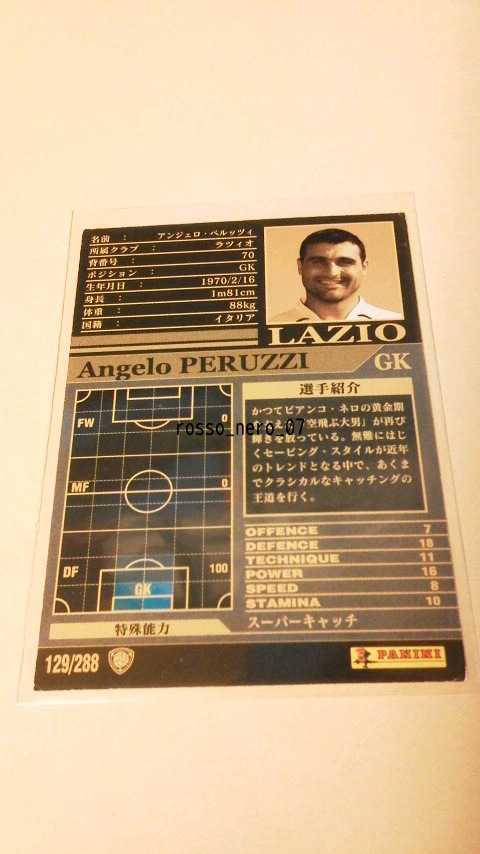 名前 : アンジェロ・ペルッツィ
所属クラブ : ラツィオ
背番号 : 70
ポジション : GK
生年月日 : 1970/2/16
身長 : 1m81cm
体重 : 88kg
国籍 : イタリア
LAZIO
Angelo PERUZZI GK
選手紹介
かつてビアンコ・ネロの黄金期
空飛ぶ大男」が再び
輝きを放っている。無難にはじ
くセービング・スタイルが近年
のトレンドとなる中で、あくま
でクラシカルなキャッチングの
王道を行く。
rosso_nero_07
FW 0
MF 0
DF 100
GK
OFFENCE 7
DEFENCE 18
TECHNIQUE 11
POWER 16
SPEED 8
STAMINA 10
特殊能力 スーパーキャッチ
129/288
PANINI